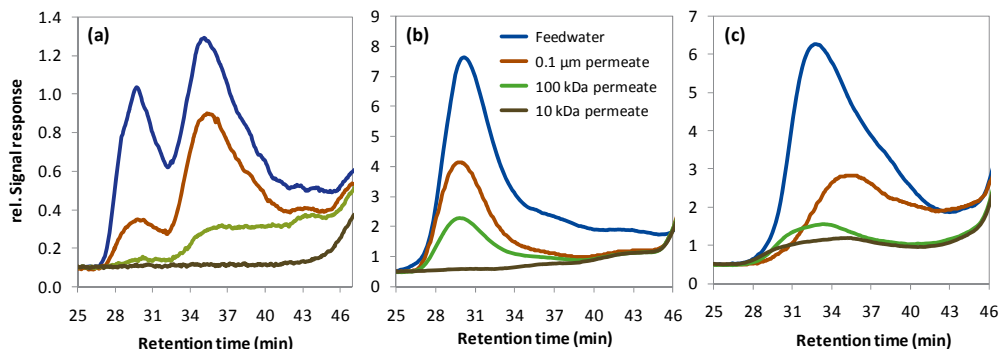 (a)
rel. Signal response
1.4
1.2
1.0
0.8
0.6
0.4
0.2
0.0
25 28 31 34 37 40 43 46
Retention time (min)
(b)
9
8
7
6
5
4
3
2
1
0
Feedwater
0.1 µm permeate
100 kDa permeate
10 kDa permeate
25 28 31 34 37 40 43 46
Retention time (min)
(c)
7
6
5
4
3
2
1
0
25 28 31 34 37 40 43 46
Retention time (min)